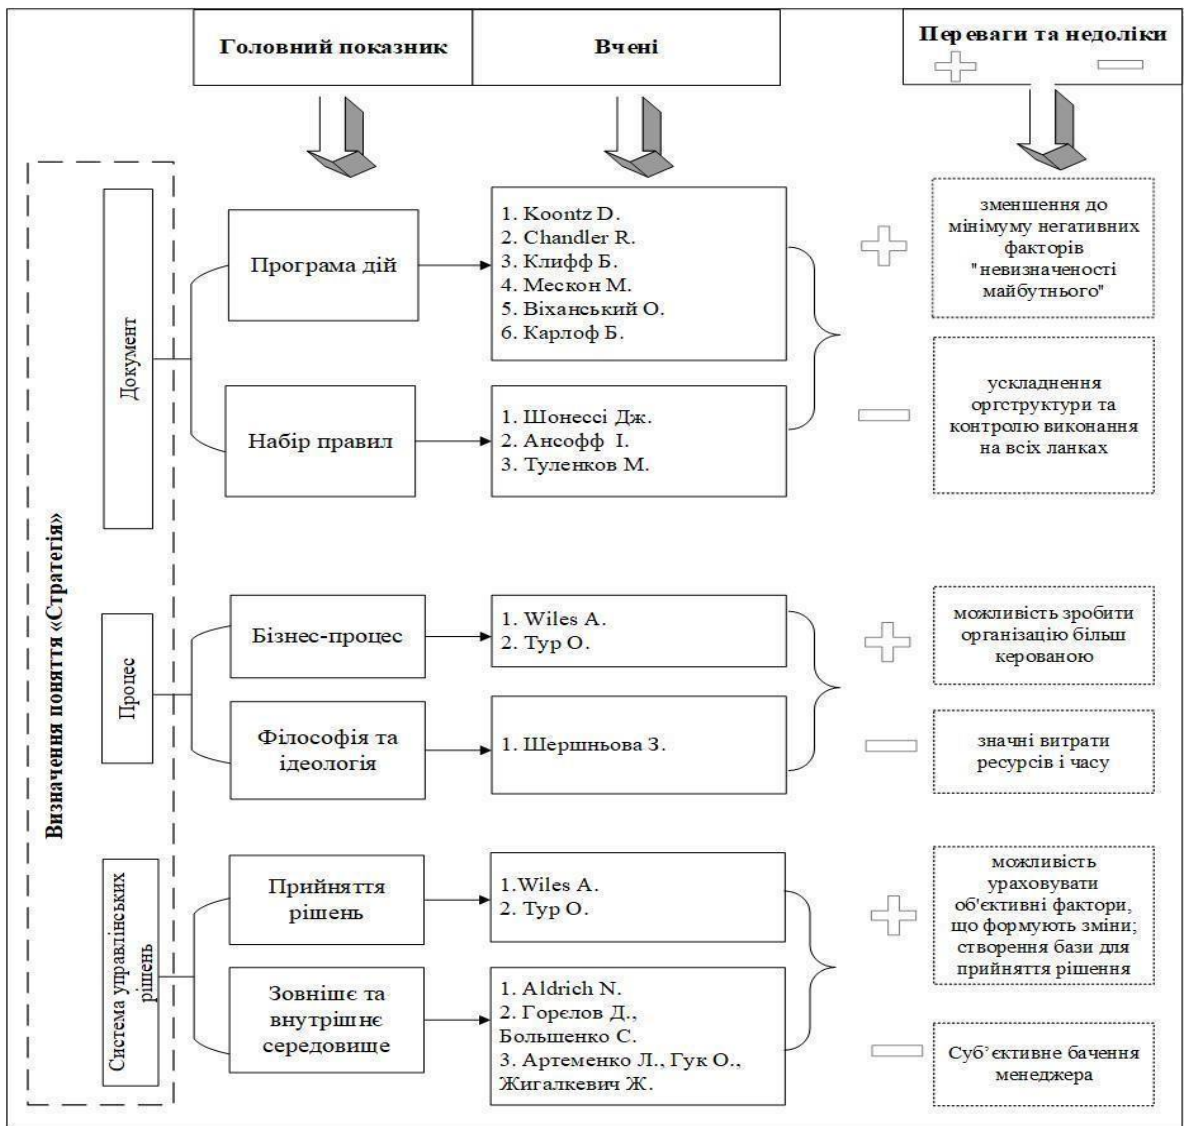 Головний показник
Вчені
Переваги та недоліки
Визначення поняття «Стратегія»
Документ
Програма дій
1. Koontz D.
2. Chandler R.
3. Клифф Б.
4. Мескон М.
5. Віханський О.
6. Карлоф Б.
зменшення до
мінімуму негативних
факторів
"невизначеності
майбутнього"
Набір правил
1. Шонессі Дж.
2. Ансофф І.
3. Туленков М.
ускладнення
оргструктури та
контролю виконання
на всіх ланках
Процес
Бізнес-процес
1. Wiles A.
2. Тур О.
можливість зробити
організацію більш
керованою
Філософія та
ідеологія
1. Шершньова З.
значні витрати
ресурсів і часу
Система управлінських
рішень
Прийняття
рішень
1.Wiles A.
2. Тур О.
можливість
ураховувати
об'єктивні фактори,
що формують зміни;
створення бази для
прийняття рішення
Зовнішє та
внутрішнє
середовище
1. Aldrich N.
2. Горєлов Д.,
Большенко С.
3. Артеменко Л., Гук О.,
Жигалкевич Ж.
Суб’єктивне бачення
менеджера